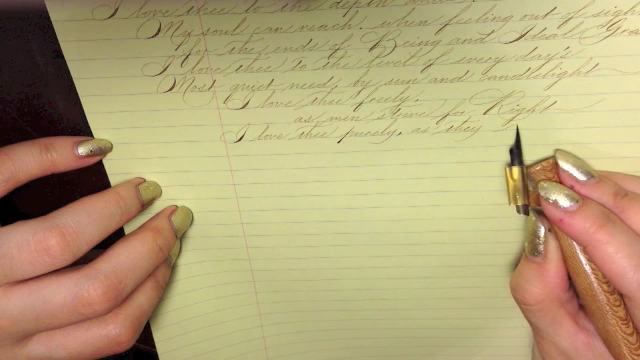 I love thee to the depth and
My soul can reach, when feeling out of sight
For the ends of Being and Ideal Grac
I love thee to the level of every day's
Most quiet need, by sun and candlelight
I love thee freely,
as men strive for Right
I love thee purely, as they